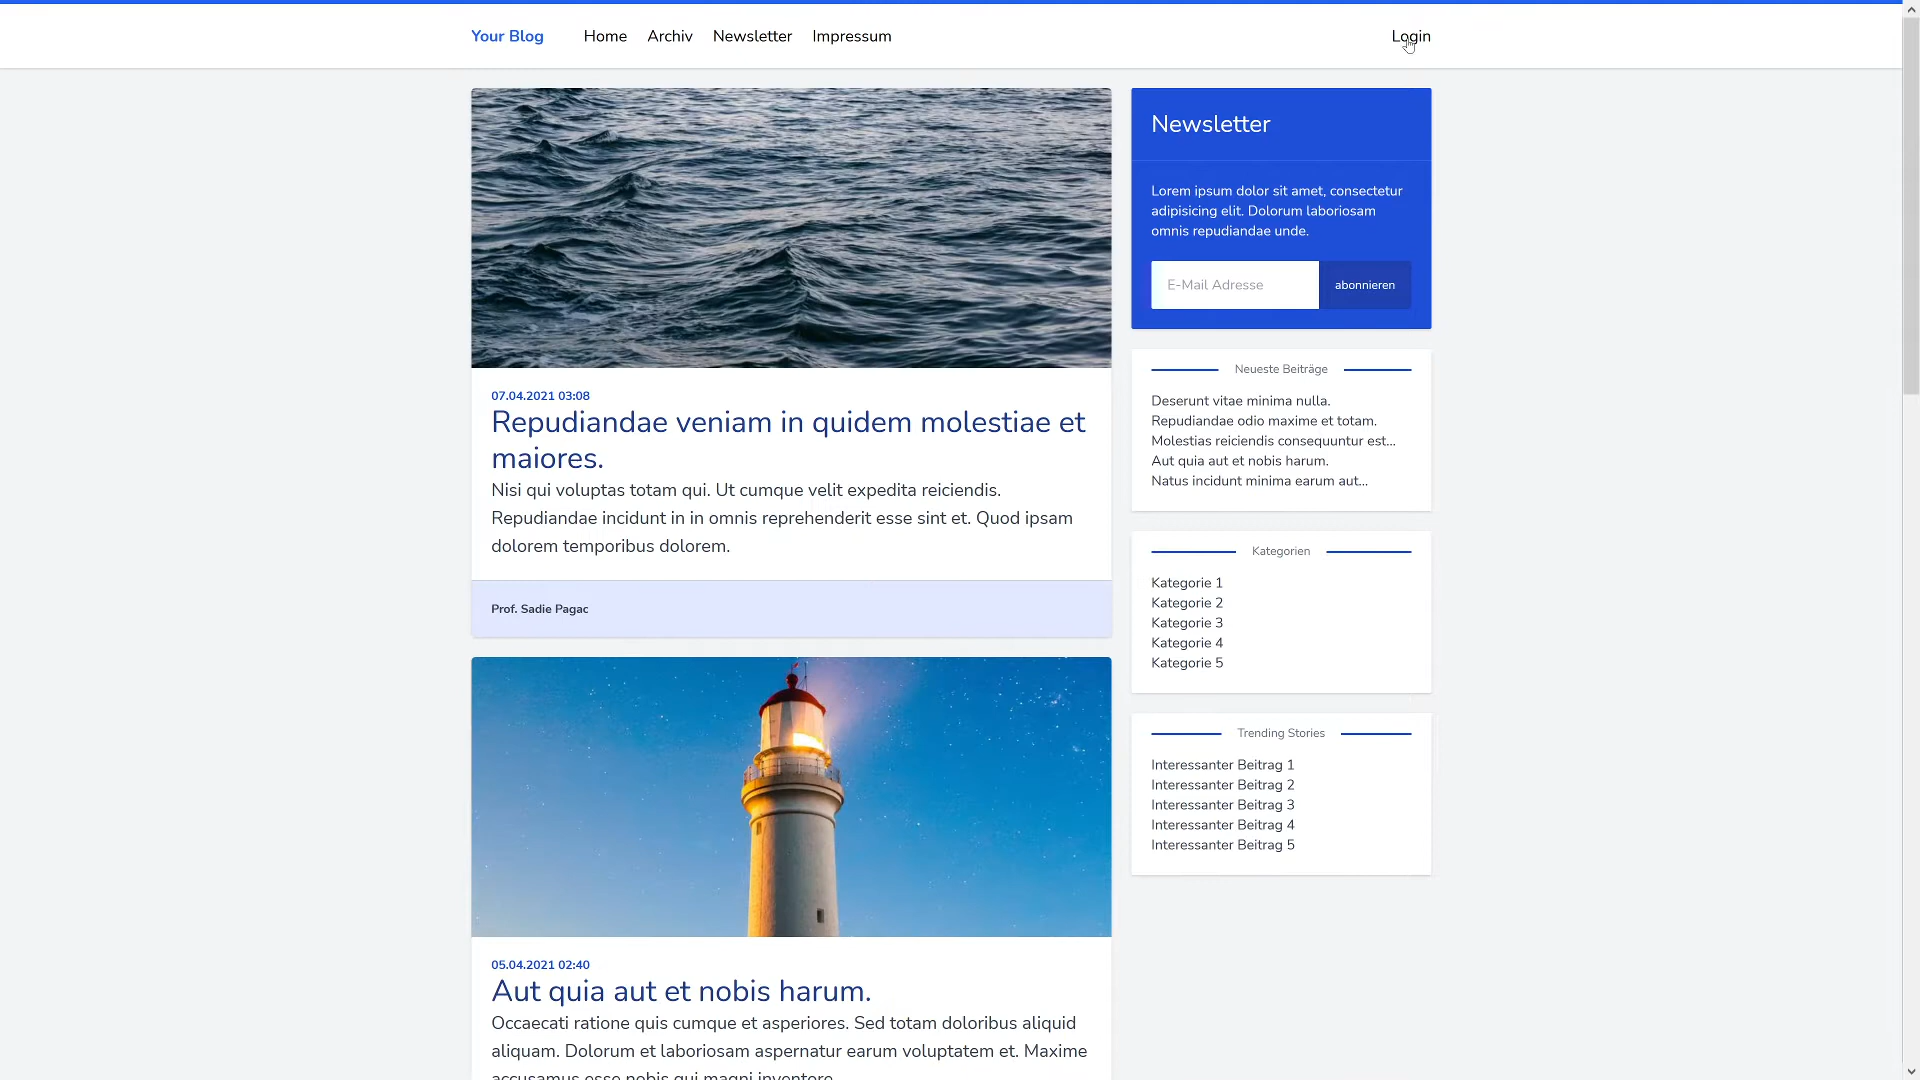 Your Blog Home Archiv Newsletter Impressum Login
07.04.2021 03:08
Repudiandae veniam in quidem molestiae et
maiores.
Nisi qui voluptas totam qui. Ut cumque velit expedita reiciendis.
Repudiandae incidunt in in omnis reprehenderit esse sint et. Quod ipsam
dolorem temporibus dolorem.
Prof. Sadie Pagac
05.04.2021 02:40
Aut quia aut et nobis harum.
Occaecati ratione quis cumque et asperiores. Sed totam doloribus aliquid
aliquam. Dolorum et laboriosam aspernatur earum voluptatem et. Maxime
accusamus esse nobis qui magni inventore.
Newsletter
Lorem ipsum dolor sit amet, consectetur
adipisicing elit. Dolorum laboriosam
omnis repudiandae unde.
E-Mail Adresse abonnieren
Neueste Beiträge
Deserunt vitae minima nulla.
Repudiandae odio maxime et totam.
Molestias reiciendis consequuntur est...
Aut quia aut et nobis harum.
Natus incidunt minima earum aut...
Kategorien
Kategorie 1
Kategorie 2
Kategorie 3
Kategorie 4
Kategorie 5
Trending Stories
Interessanter Beitrag 1
Interessanter Beitrag 2
Interessanter Beitrag 3
Interessanter Beitrag 4
Interessanter Beitrag 5